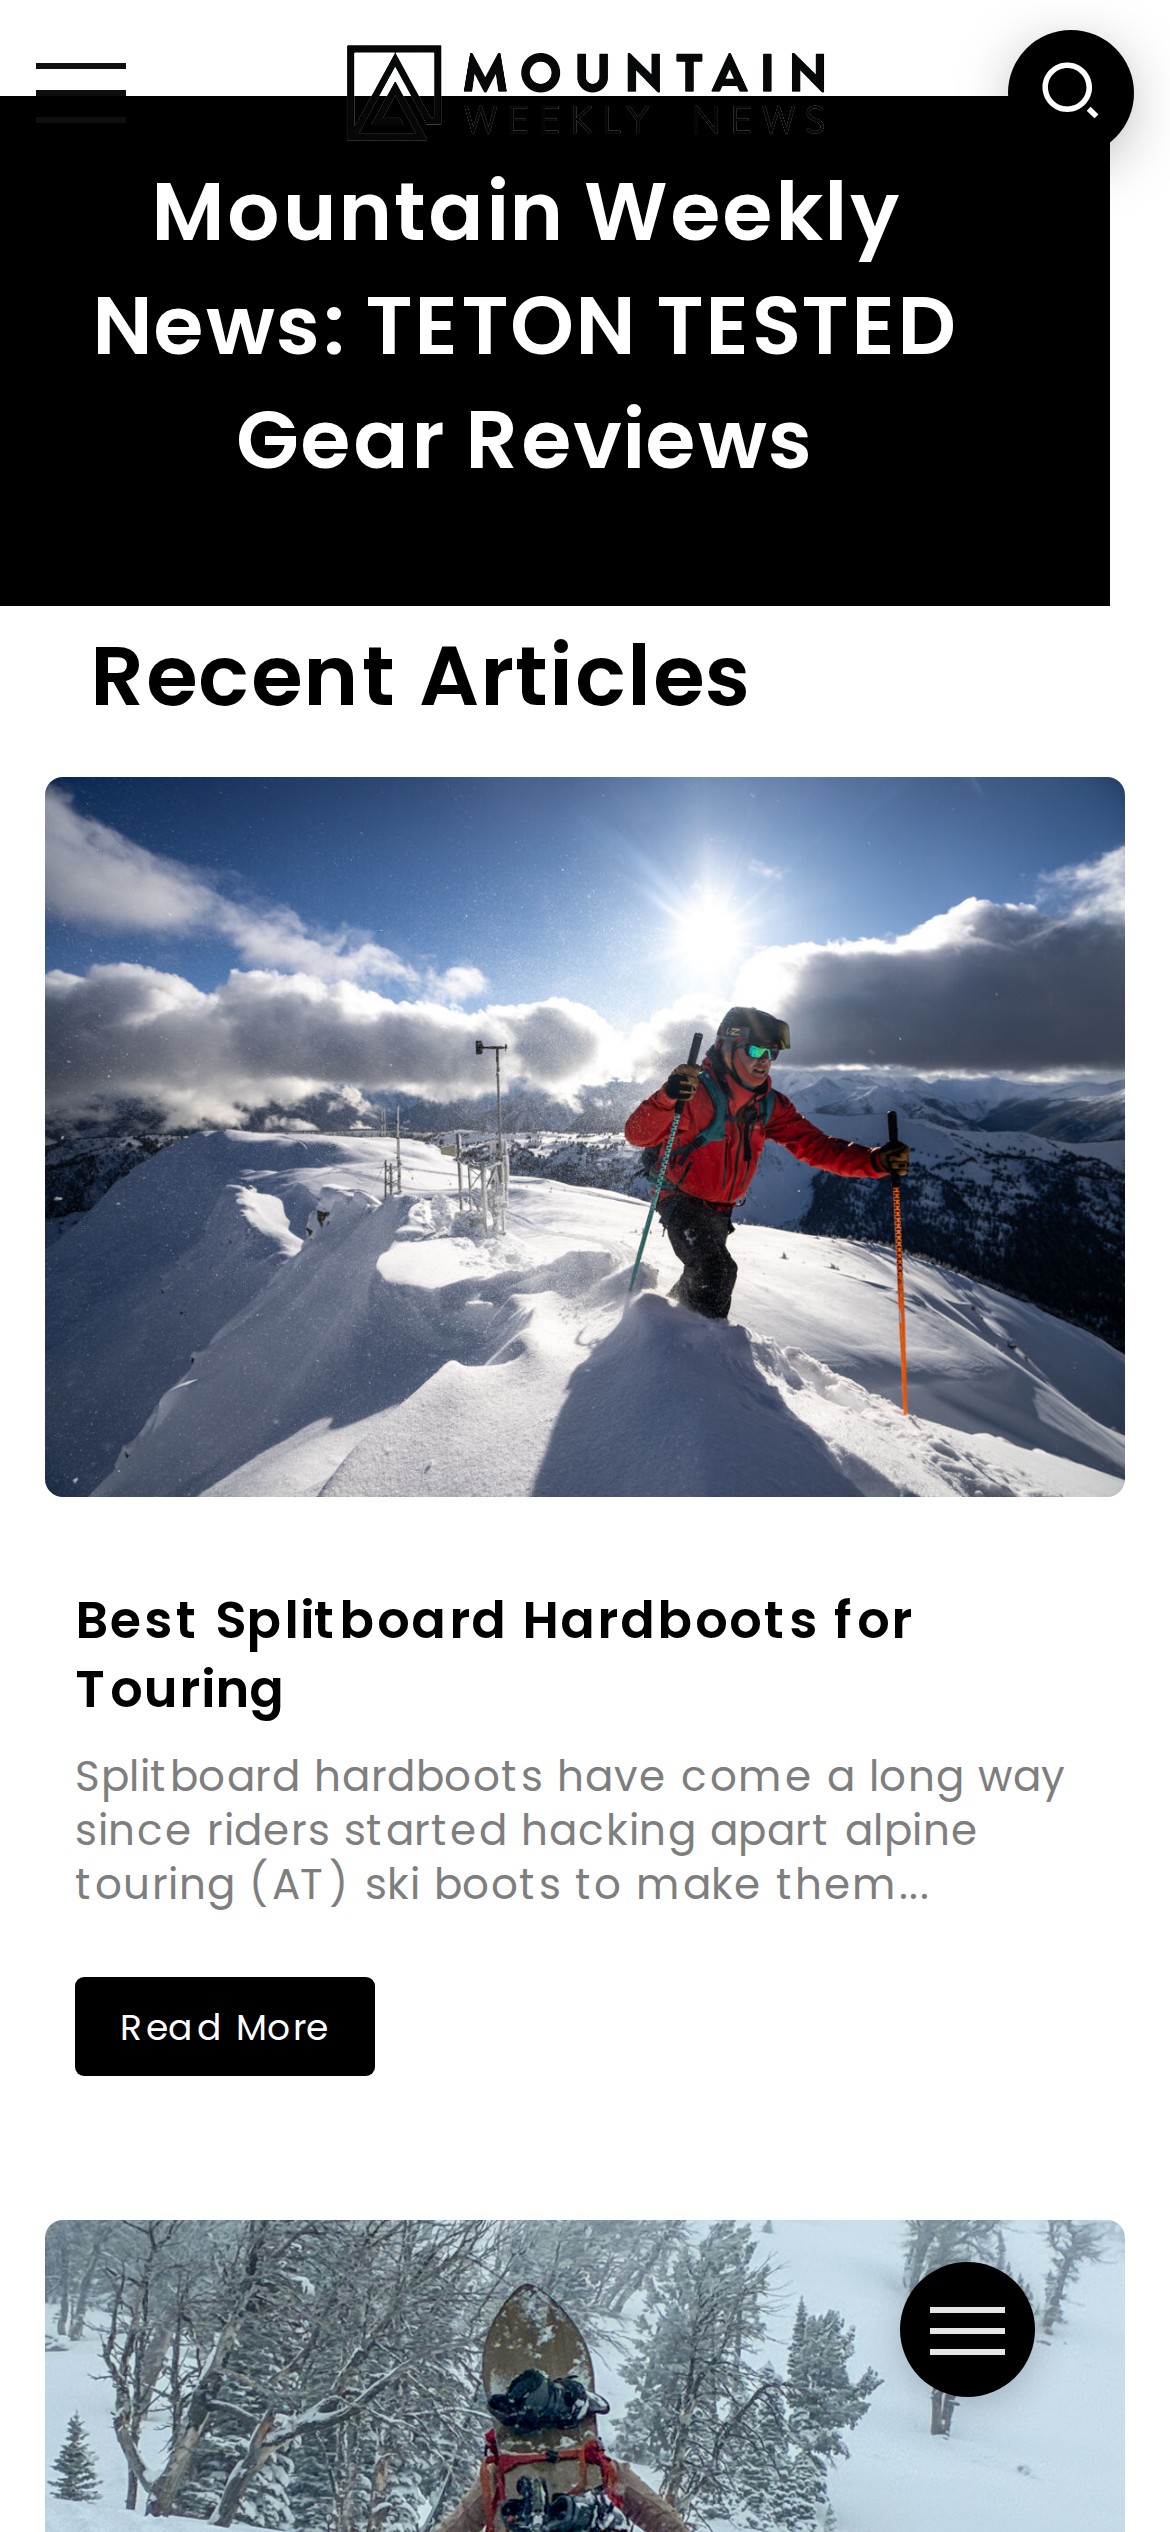 MOUNTAIN
WEEKLY NEWS
Mountain Weekly
News: TETON TESTED
Gear Reviews
Recent Articles
Best Splitboard Hardboots for
Touring
Splitboard hardboots have come a long way
since riders started hacking apart alpine
touring (AT) ski boots to make them...
Read More